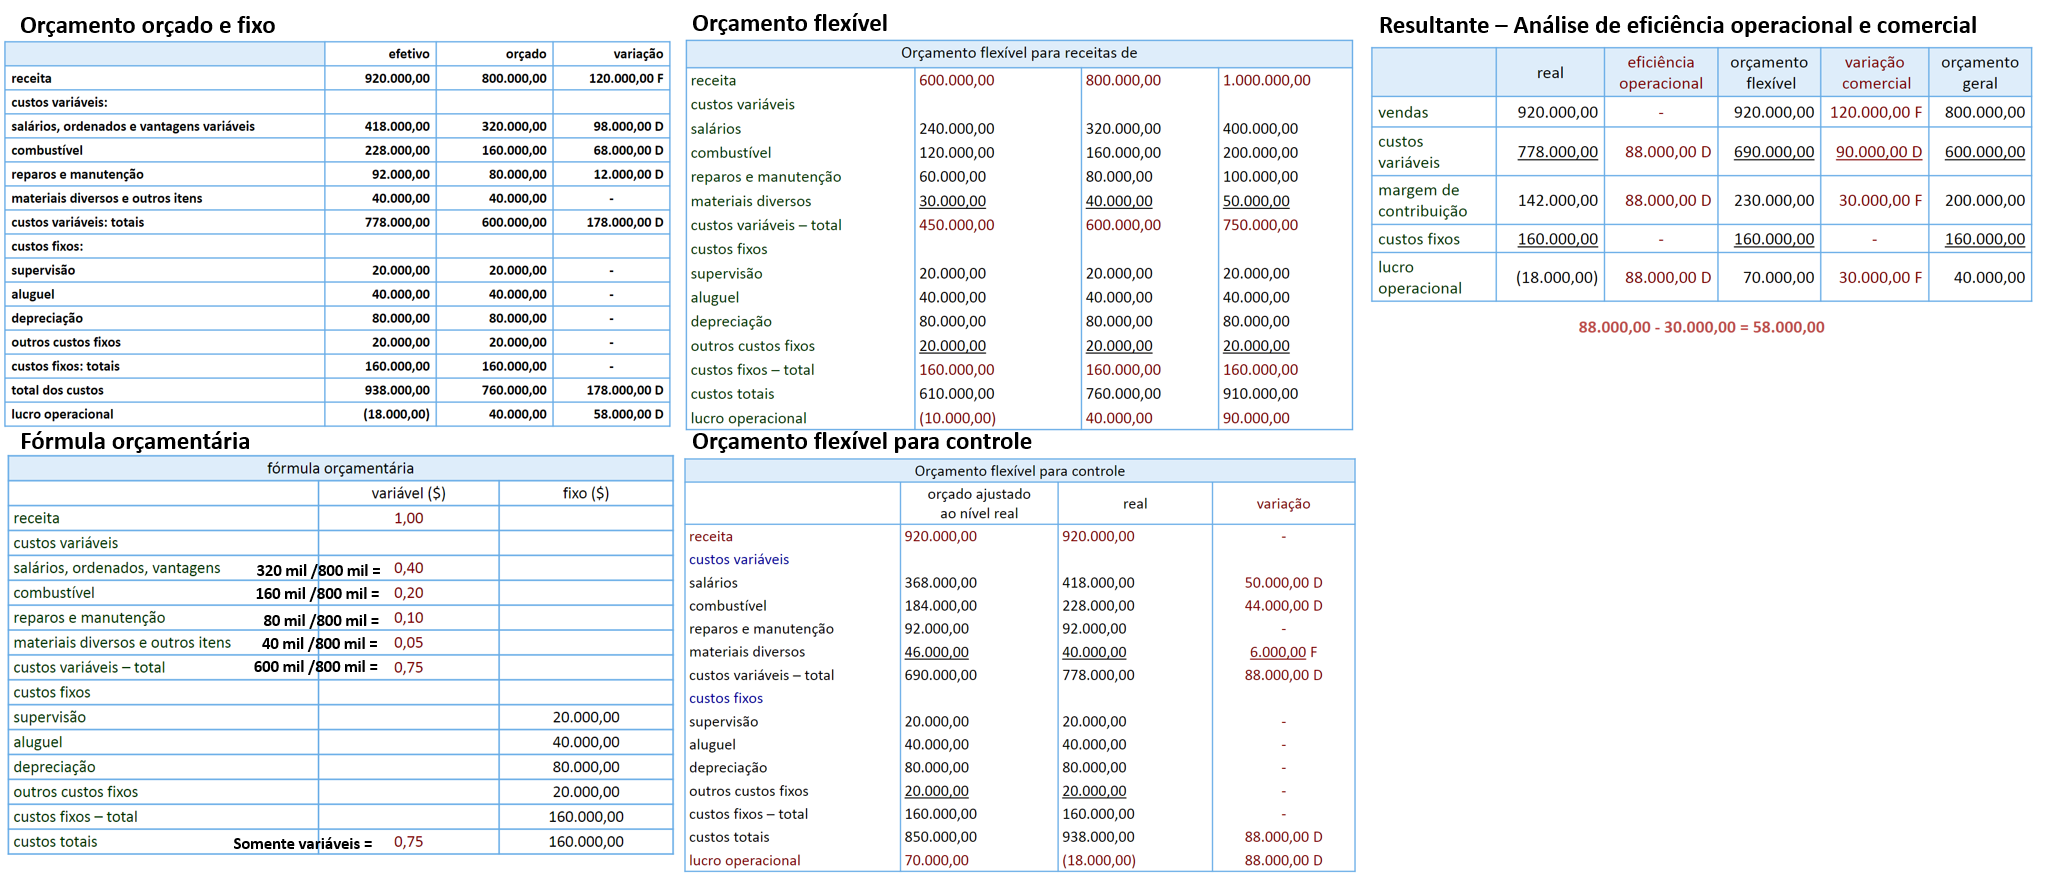 Orçamento orçado e fixo
efetivo orçado variação
receita 920.000,00 800.000,00 120.000,00 F
custos variáveis:
salários, ordenados e vantagens variáveis 418.000,00 320.000,00 98.000,00 D
combustível 228.000,00 160.000,00 68.000,00 D
reparos e manutenção 92.000,00 80.000,00 12.000,00 D
materiais diversos e outros itens 40.000,00 40.000,00 -
custos variáveis: totais 778.000,00 600.000,00 178.000,00 D
custos fixos:
supervisão 20.000,00 20.000,00 -
aluguel 40.000,00 40.000,00 -
depreciação 80.000,00 80.000,00 -
outros custos fixos 20.000,00 20.000,00 -
custos fixos: totais 160.000,00 160.000,00 -
total dos custos 938.000,00 760.000,00 178.000,00 D
lucro operacional (18.000,00) 40.000,00 58.000,00 D
Fórmula orçamentária
fórmula orçamentária
variável ($) fixo ($)
receita 1,00
custos variáveis
salários, ordenados, vantagens 320 mil /800 mil = 0,40
combustível 160 mil /800 mil = 0,20
reparos e manutenção 80 mil /800 mil = 0,10
materiais diversos e outros itens 40 mil /800 mil = 0,05
custos variáveis – total 600 mil /800 mil = 0,75
custos fixos
supervisão 20.000,00
aluguel 40.000,00
depreciação 80.000,00
outros custos fixos 20.000,00
custos fixos – total 160.000,00
custos totais Somente variáveis = 0,75 160.000,00
Orçamento flexível
Orçamento flexível para receitas de
receita 600.000,00 800.000,00 1.000.000,00
custos variáveis
salários 240.000,00 320.000,00 400.000,00
combustível 120.000,00 160.000,00 200.000,00
reparos e manutenção 60.000,00 80.000,00 100.000,00
materiais diversos 30.000,00 40.000,00 50.000,00
custos variáveis – total 450.000,00 600.000,00 750.000,00
custos fixos
supervisão 20.000,00 20.000,00 20.000,00
aluguel 40.000,00 40.000,00 40.000,00
depreciação 80.000,00 80.000,00 80.000,00
outros custos fixos 20.000,00 20.000,00 20.000,00
custos fixos – total 160.000,00 160.000,00 160.000,00
custos totais 610.000,00 760.000,00 910.000,00
lucro operacional (10.000,00) 40.000,00 90.000,00
Orçamento flexível para controle
Orçamento flexível para controle
orçado ajustado
ao nível real real variação
receita 920.000,00 920.000,00 -
custos variáveis
salários 368.000,00 418.000,00 50.000,00 D
combustível 184.000,00 228.000,00 44.000,00 D
reparos e manutenção 92.000,00 92.000,00 -
materiais diversos 46.000,00 40.000,00 6.000,00 F
custos variáveis – total 690.000,00 778.000,00 88.000,00 D
custos fixos
supervisão 20.000,00 20.000,00 -
aluguel 40.000,00 40.000,00 -
depreciação 80.000,00 80.000,00 -
outros custos fixos 20.000,00 20.000,00 -
custos fixos – total 160.000,00 160.000,00 -
custos totais 850.000,00 938.000,00 88.000,00 D
lucro operacional 70.000,00 (18.000,00) 88.000,00 D
Resultante – Análise de eficiência operacional e comercial
real eficiência orçamento variação orçamento
operacional flexível comercial geral
vendas 920.000,00 - 920.000,00 120.000,00 F 800.000,00
custos
variáveis 778.000,00 88.000,00 D 690.000,00 90.000,00 D 600.000,00
margem de
contribuição 142.000,00 88.000,00 D 230.000,00 30.000,00 F 200.000,00
custos fixos 160.000,00 - 160.000,00 - 160.000,00
lucro
operacional (18.000,00) 88.000,00 D 70.000,00 30.000,00 F 40.000,00
88.000,00 - 30.000,00 = 58.000,00